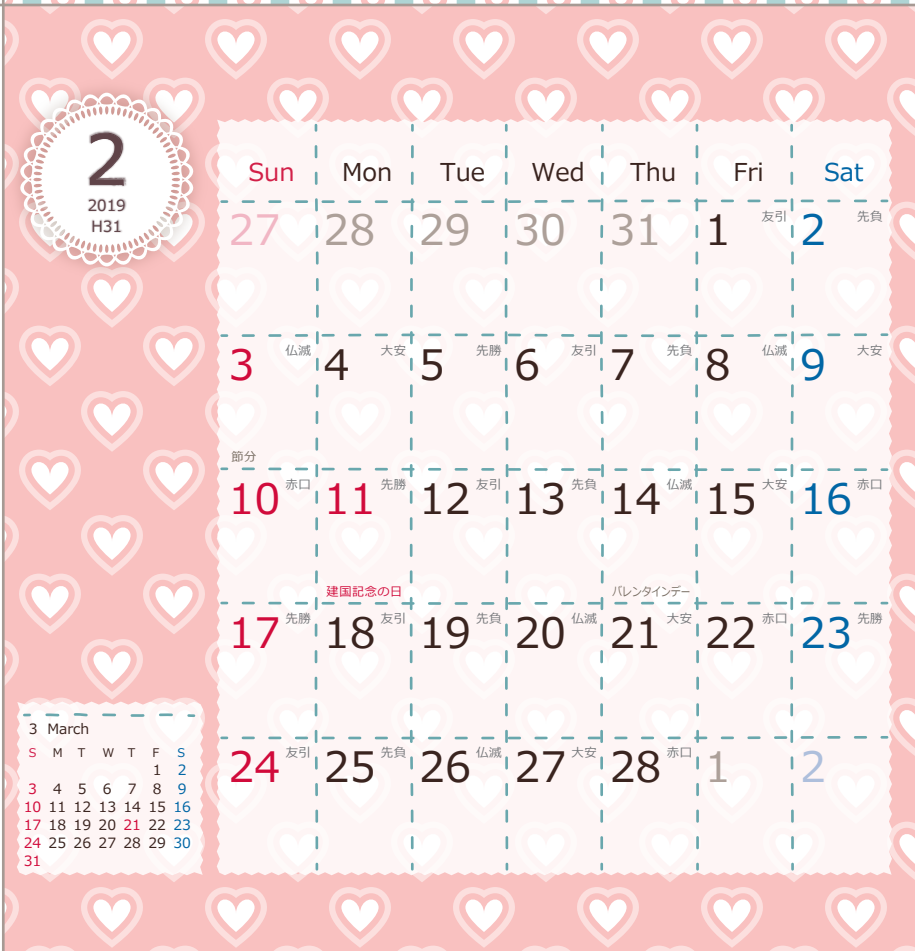 2
2019
H31
Sun Mon Tue Wed Thu Fri Sat
27 28 29 30 31 1 友引 2 先負
3 仏滅 4 大安 5 先勝 6 友引 7 先負 8 仏滅 9 大安
節分
10 赤口 11 先勝 12 友引 13 先負 14 仏滅 15 大安 16 赤口
建国記念の日 バレンタインデー
17 先勝 18 友引 19 先負 20 仏滅 21 大安 22 赤口 23 先勝
24 友引 25 先負 26 仏滅 27 大安 28 赤口 1 2
3 March
S M T W T F S
1 2
3 4 5 6 7 8 9
10 11 12 13 14 15 16
17 18 19 20 21 22 23
24 25 26 27 28 29 30
31